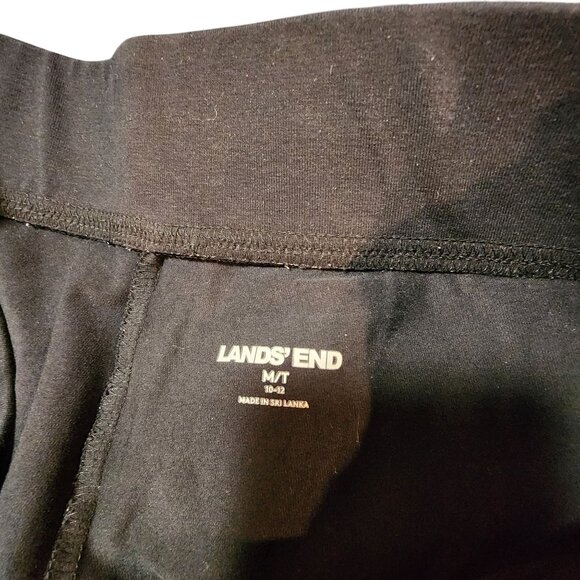 LANDS' END
M/T
10-12
MADE IN SRI LANKA